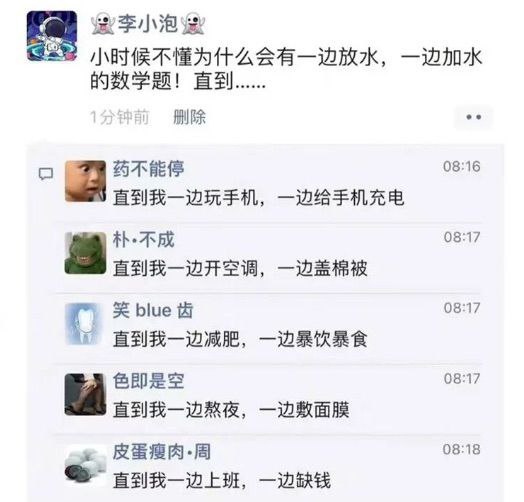 👻李小泡👻
小时候不懂为什么会有一边放水，一边加水
的数学题！直到......
1分钟前 删除
药不能停 08:16
直到我一边玩手机，一边给手机充电
朴·不成 08:17
直到我一边开空调，一边盖棉被
笑 blue 齿 08:17
直到我一边减肥，一边暴饮暴食
色即是空 08:17
直到我一边熬夜，一边敷面膜
皮蛋瘦肉·周 08:18
直到我一边上班，一边缺钱